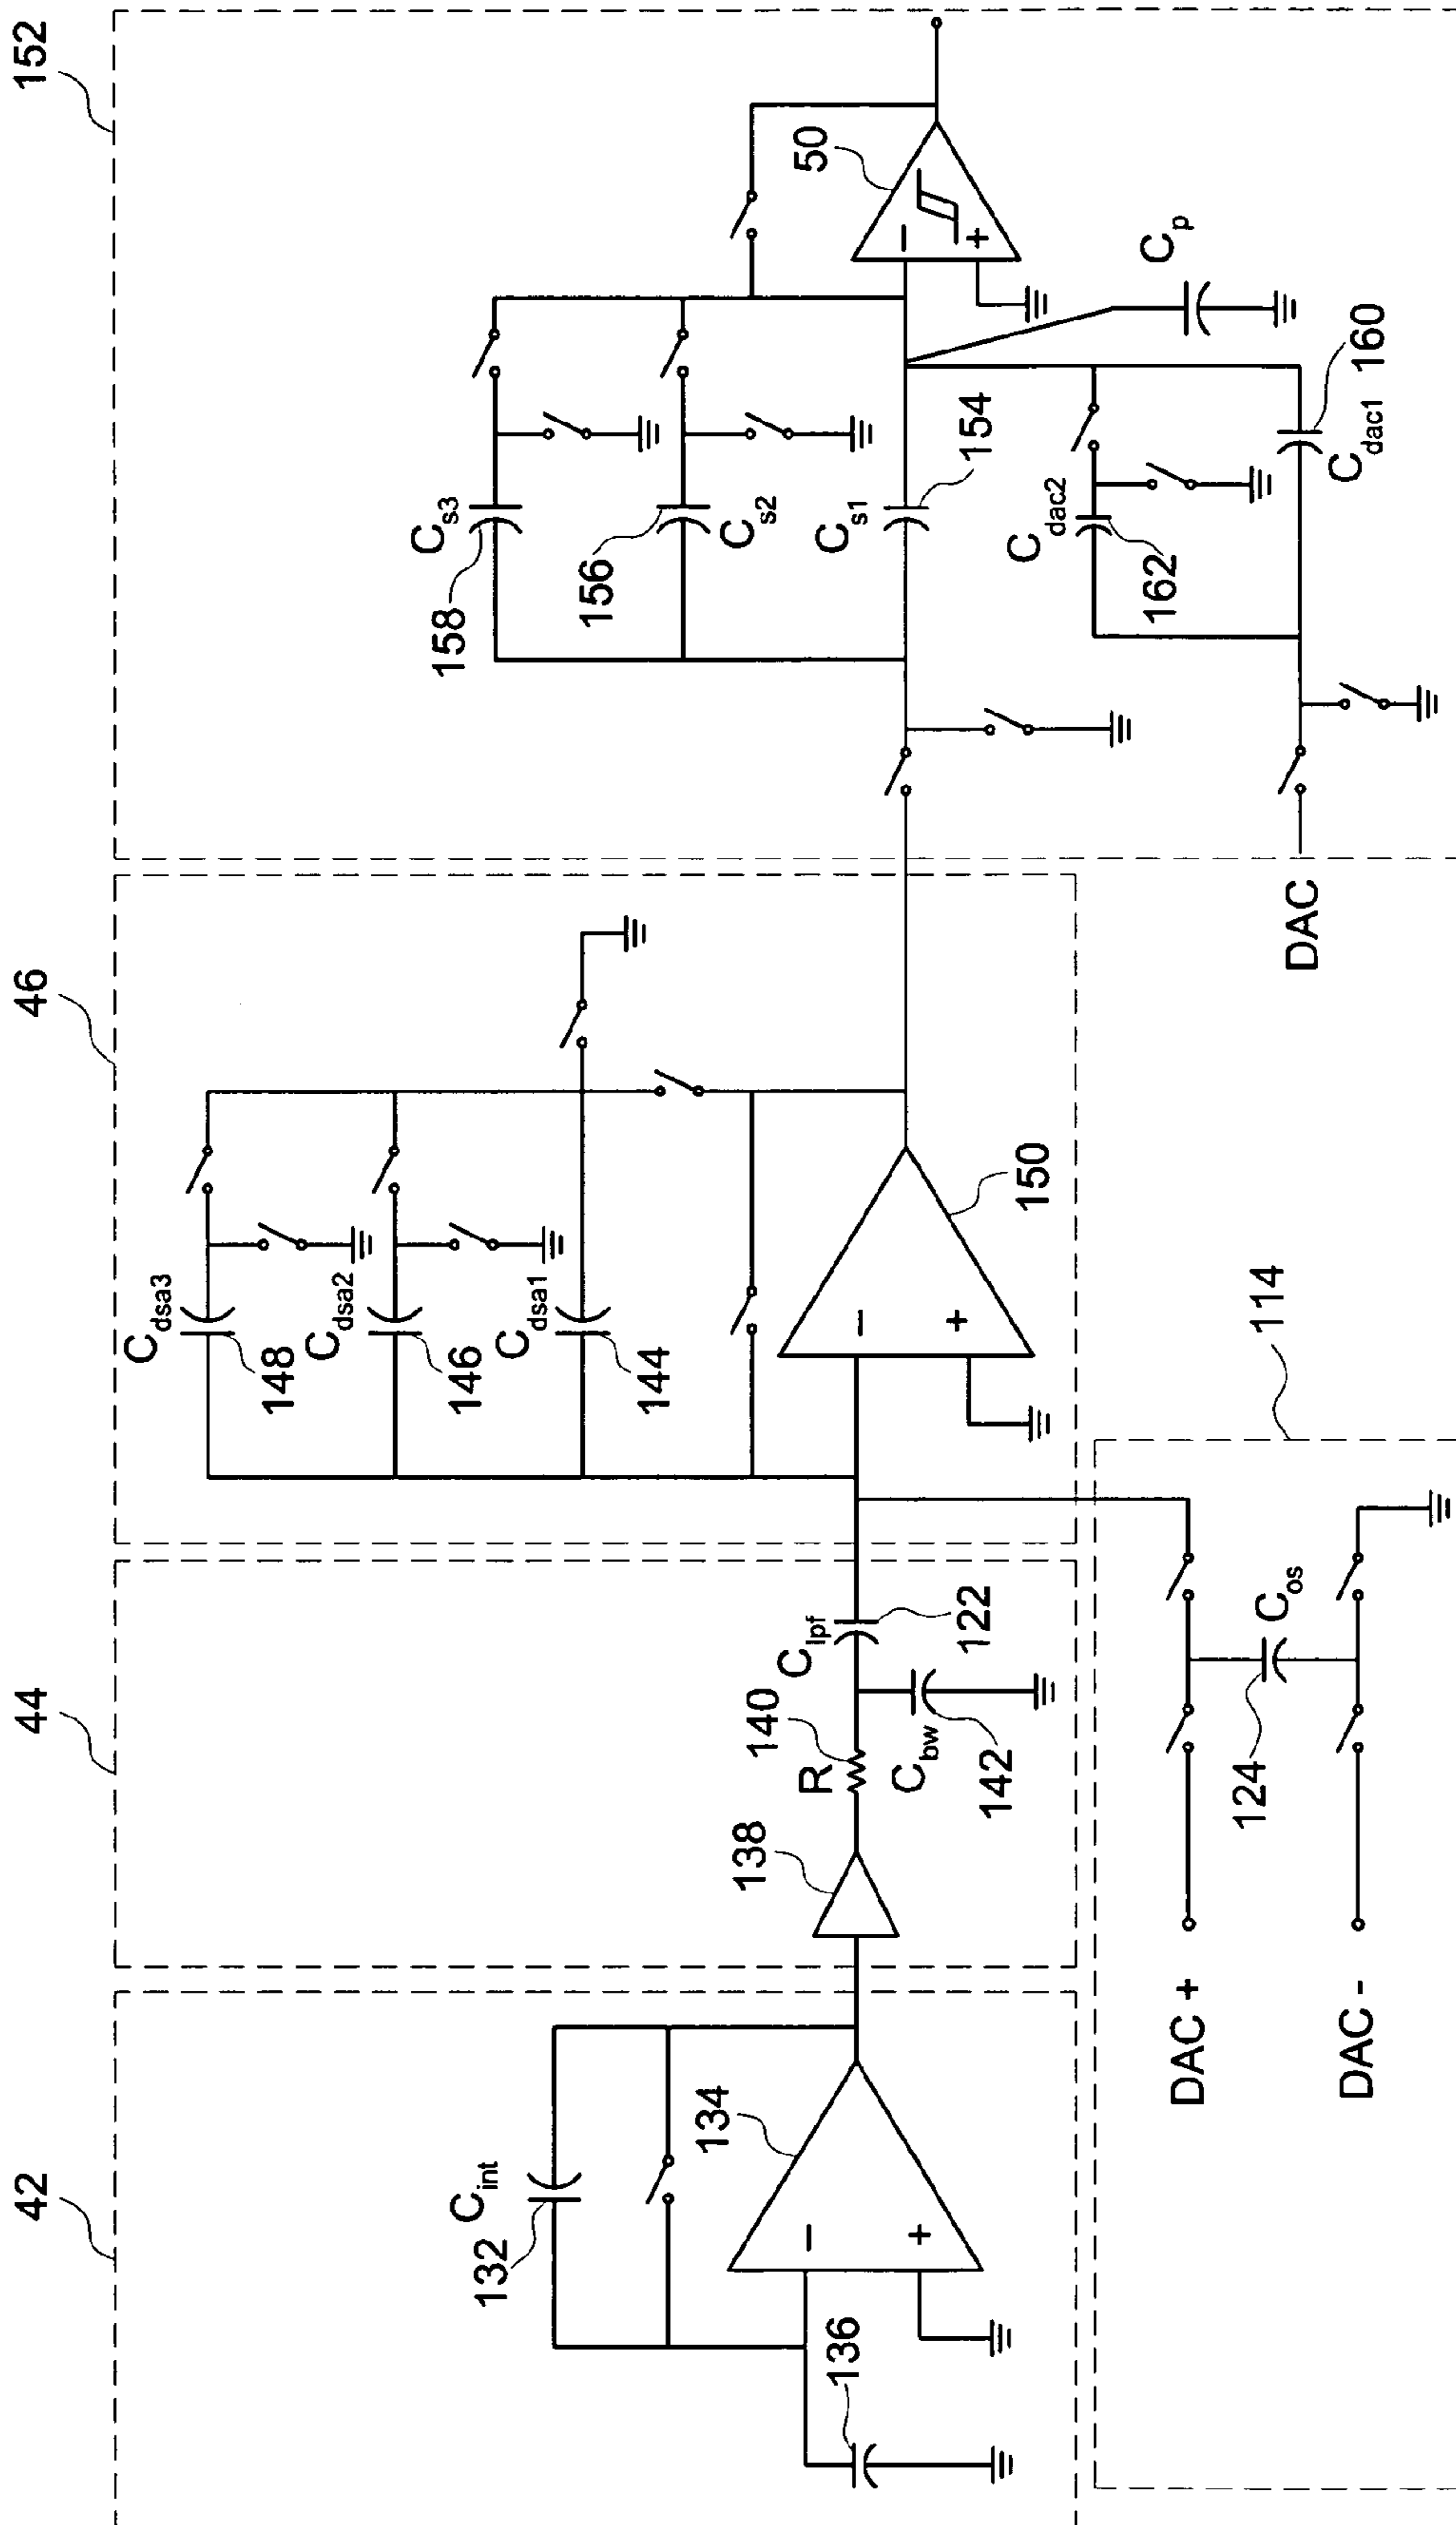 42
44
46
152
C_int
132
134
136
138
R
140
C_bw
142
C_lpf
122
C_dsa3
148
C_dsa2
146
C_dsa1
144
-
+
150
-
+
C_s3
158
C_s2
156
C_s1
154
50
-
+
C_p
C_dac2
162
C_dac1
160
DAC
114
DAC +
DAC -
124
C_os